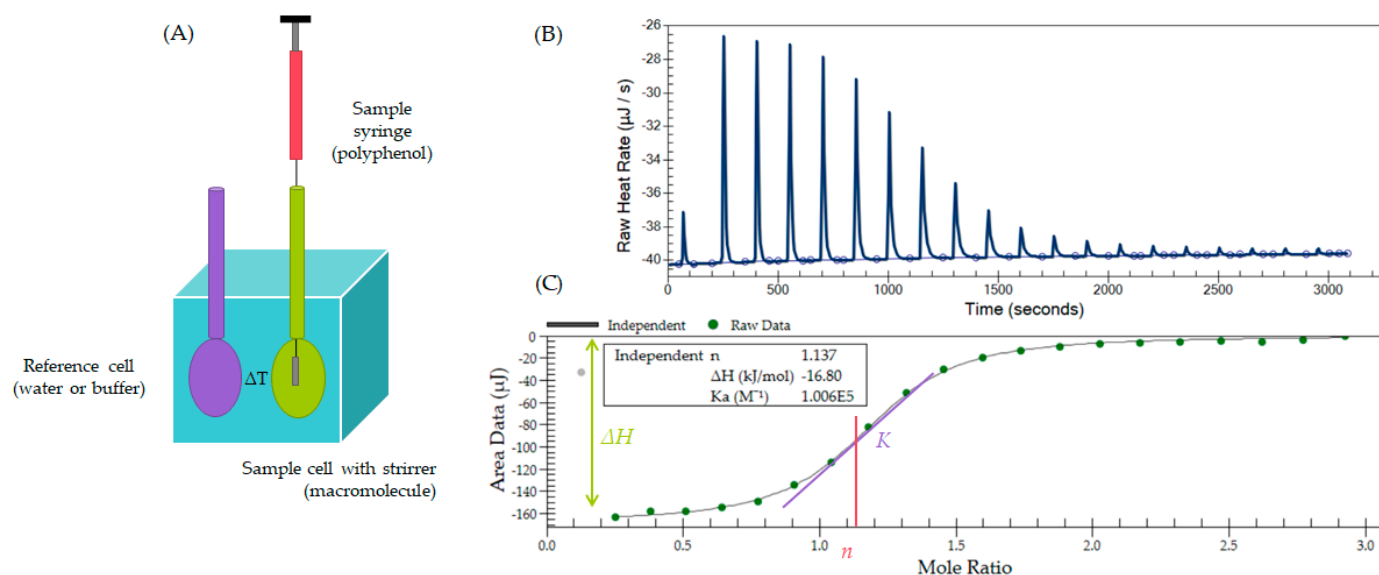 (A)
Sample
syringe
(polyphenol)
Reference cell
(water or buffer)
ΔT
Sample cell with strirrer
(macromolecule)
(B)
Raw Heat Rate (µJ / s)
-26
-28
-30
-32
-34
-36
-38
-40
0 500 1000 1500 2000 2500 3000
Time (seconds)
(C)
Independent Raw Data
Independent n 1.137
ΔH (kJ/mol) -16.80
Ka (M⁻¹) 1.006E5
ΔH
K
n
Area Data (µJ)
0
-20
-40
-60
-80
-100
-120
-140
-160
0.0 0.5 1.0 1.5 2.0 2.5 3.0
Mole Ratio